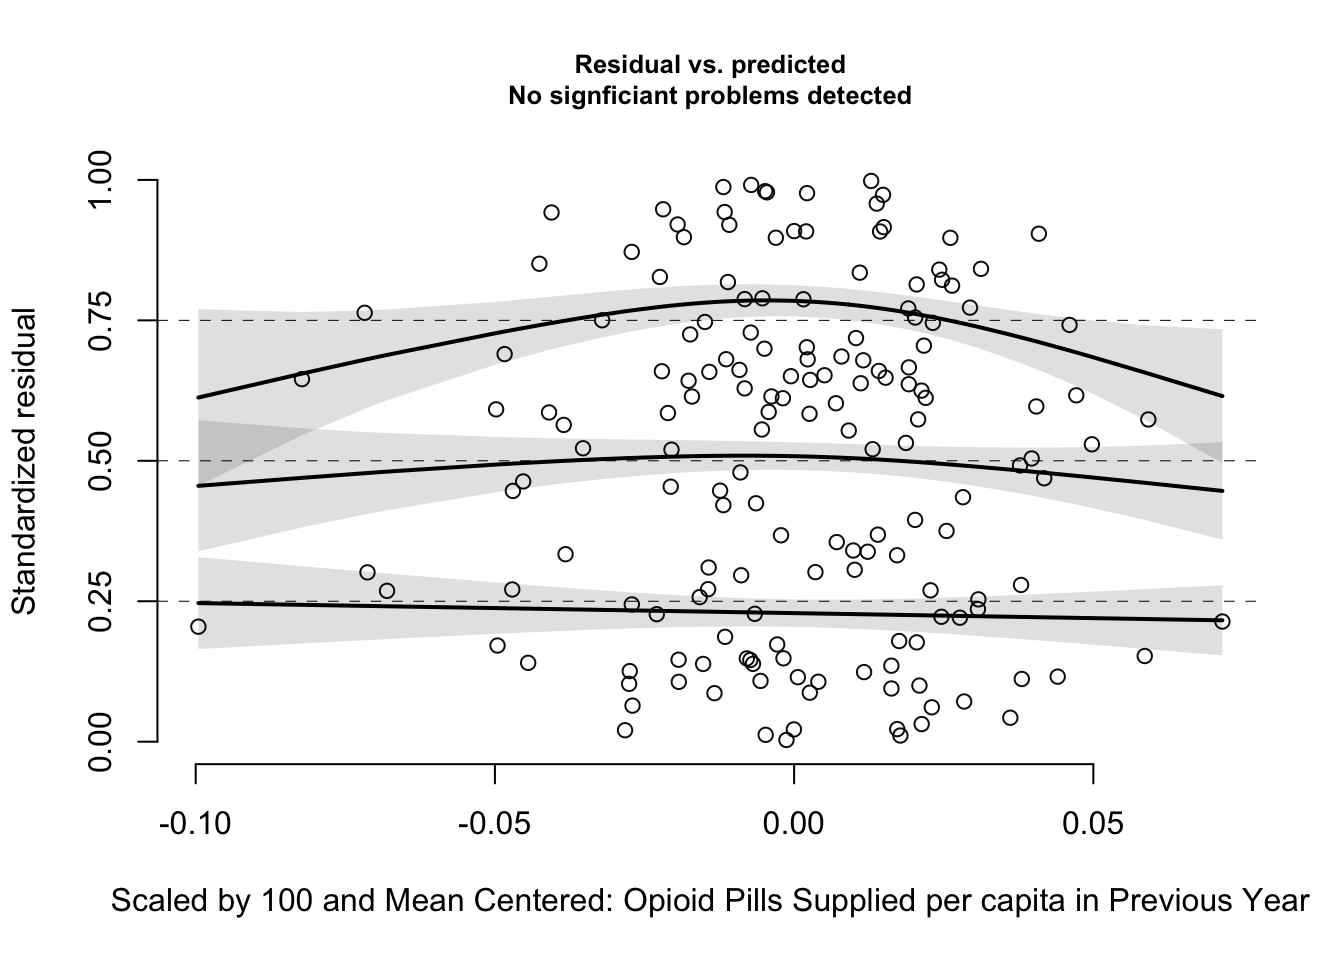 Residual vs. predicted
No signficiant problems detected
Standardized residual
1.00
0.75
0.50
0.25
0.00
-0.10
-0.05
0.00
0.05
Scaled by 100 and Mean Centered: Opioid Pills Supplied per capita in Previous Year